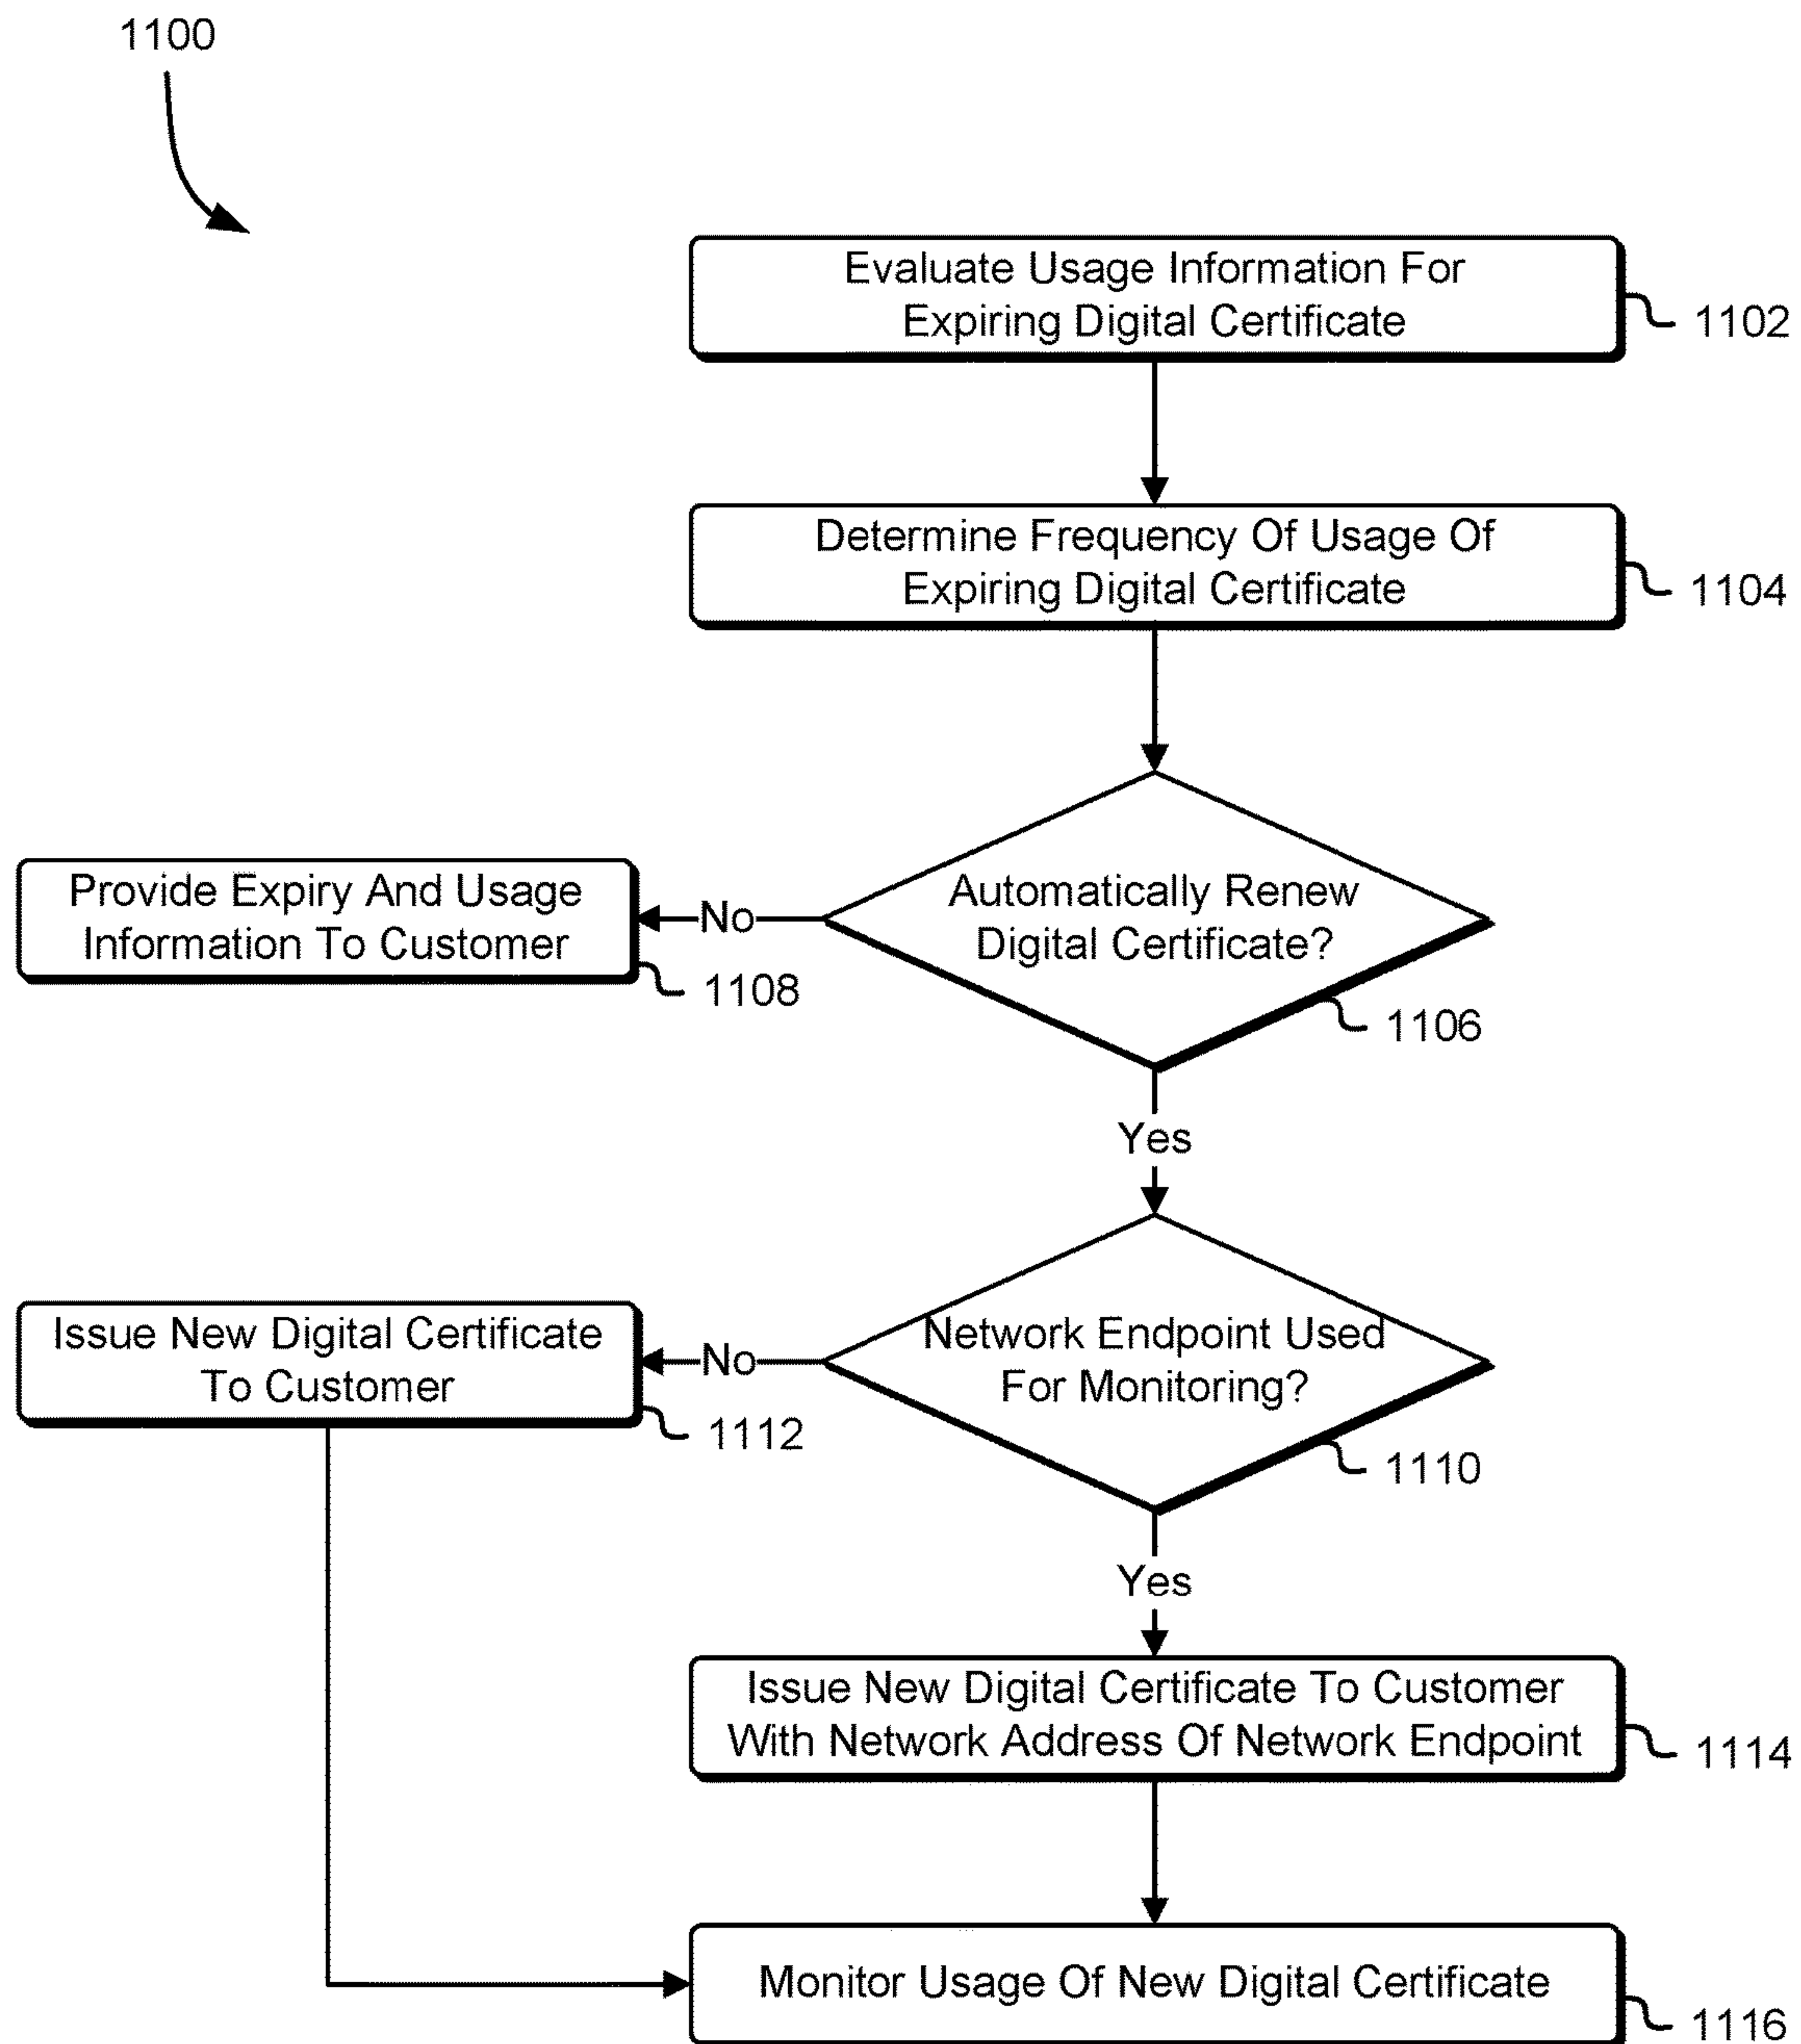 1100
Evaluate Usage Information For
Expiring Digital Certificate
1102
Determine Frequency Of Usage Of
Expiring Digital Certificate
1104
Automatically Renew
Digital Certificate?
1106
No
Provide Expiry And Usage
Information To Customer
1108
Yes
Network Endpoint Used
For Monitoring?
1110
No
Issue New Digital Certificate
To Customer
1112
Yes
Issue New Digital Certificate To Customer
With Network Address Of Network Endpoint
1114
Monitor Usage Of New Digital Certificate
1116